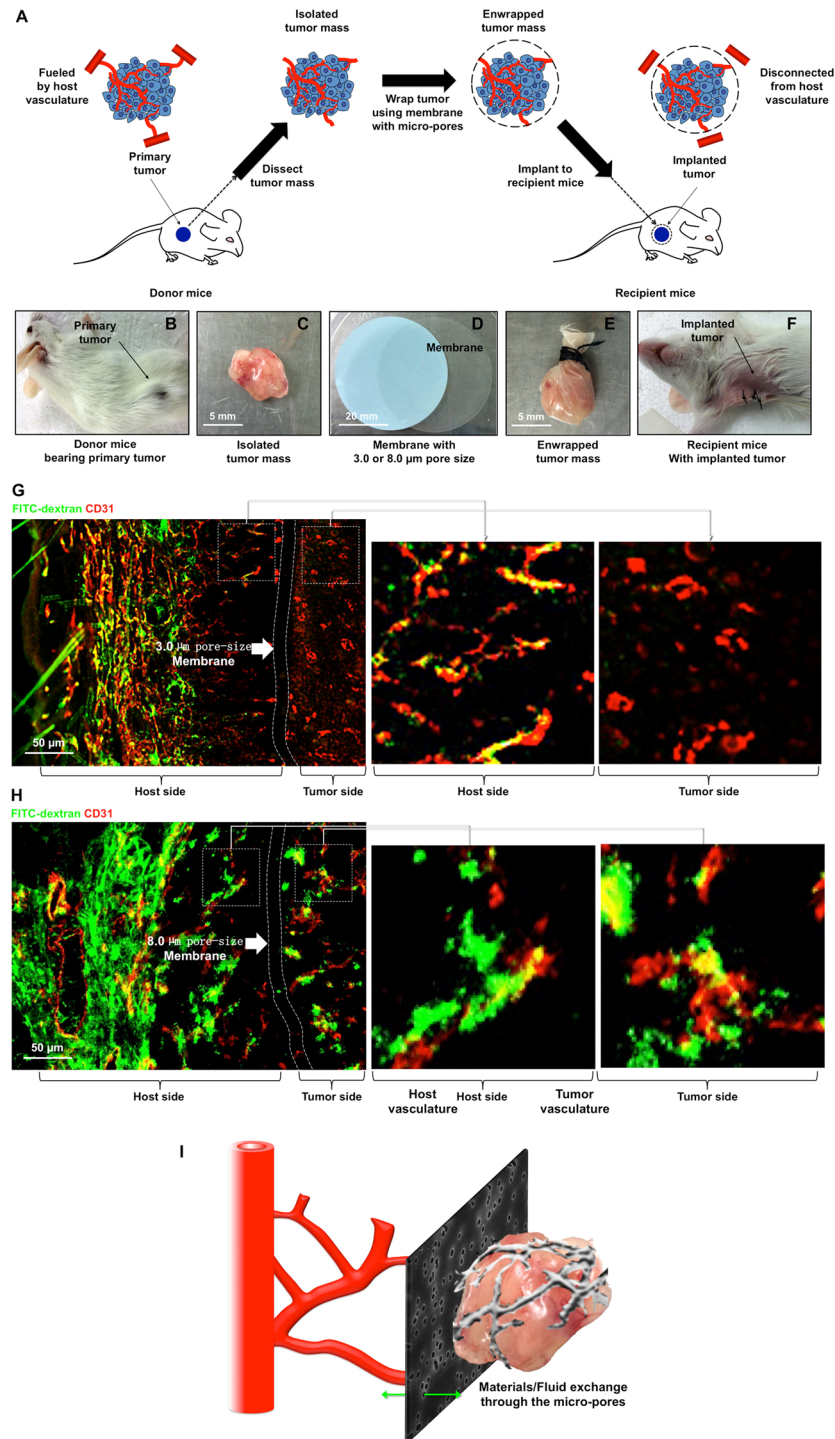 A
Isolated
tumor mass
Enwrapped
tumor mass
Fueled
by host
vasculature
Wrap tumor
using membrane
with micro-pores
Disconnected
from host
vasculature
Primary
tumor
Dissect
tumor mass
Implant to
recipient mice
Implanted
tumor
Donor mice
Recipient mice
B
Primary
tumor
C
5 mm
D
Membrane
20 mm
E
5 mm
F
Implanted
tumor
Donor mice
bearing primary tumor
Isolated
tumor mass
Membrane with
3.0 or 8.0 μm pore size
Enwrapped
tumor mass
Recipient mice
With implanted tumor
G
FITC-dextran CD31
3.0 μm pore-size
Membrane
50 μm
Host side
Tumor side
Host side
Tumor side
H
FITC-dextran CD31
8.0 μm pore-size
Membrane
50 μm
Host side
Tumor side
Host
vasculature
Host side
Tumor
vasculature
Tumor side
I
Materials/Fluid exchange
through the micro-pores